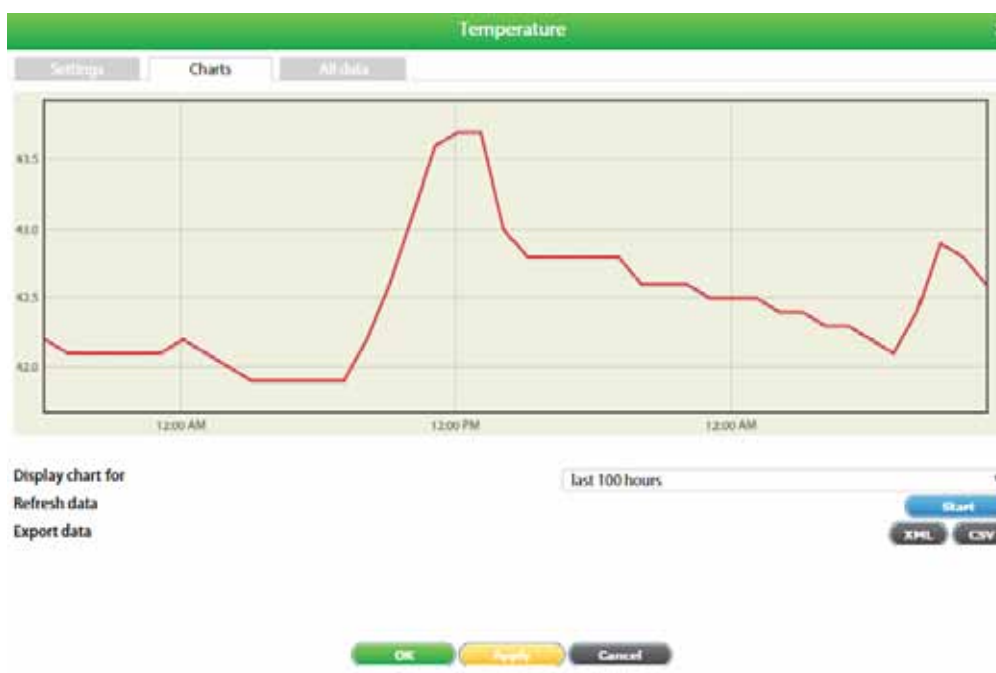 Temperature
Settings Charts All data
43.5
43.0
42.5
42.0
12:00 AM 12:00 PM 12:00 AM
Display chart for last 100 hours
Refresh data Start
Export data XML CSV
OK Apply Cancel